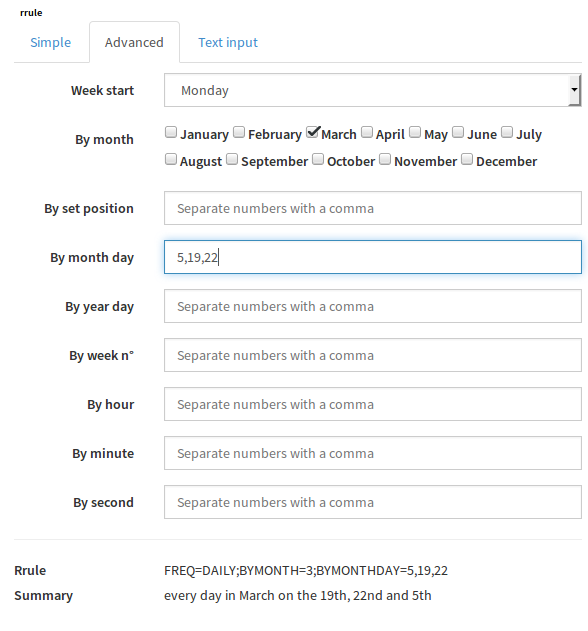 rrule
Simple Advanced Text input
Week start Monday
By month January February March April May June July
August September October November December
By set position Separate numbers with a comma
By month day 5,19,22
By year day Separate numbers with a comma
By week n° Separate numbers with a comma
By hour Separate numbers with a comma
By minute Separate numbers with a comma
By second Separate numbers with a comma
Rrule FREQ=DAILY;BYMONTH=3;BYMONTHDAY=5,19,22
Summary every day in March on the 19th, 22nd and 5th